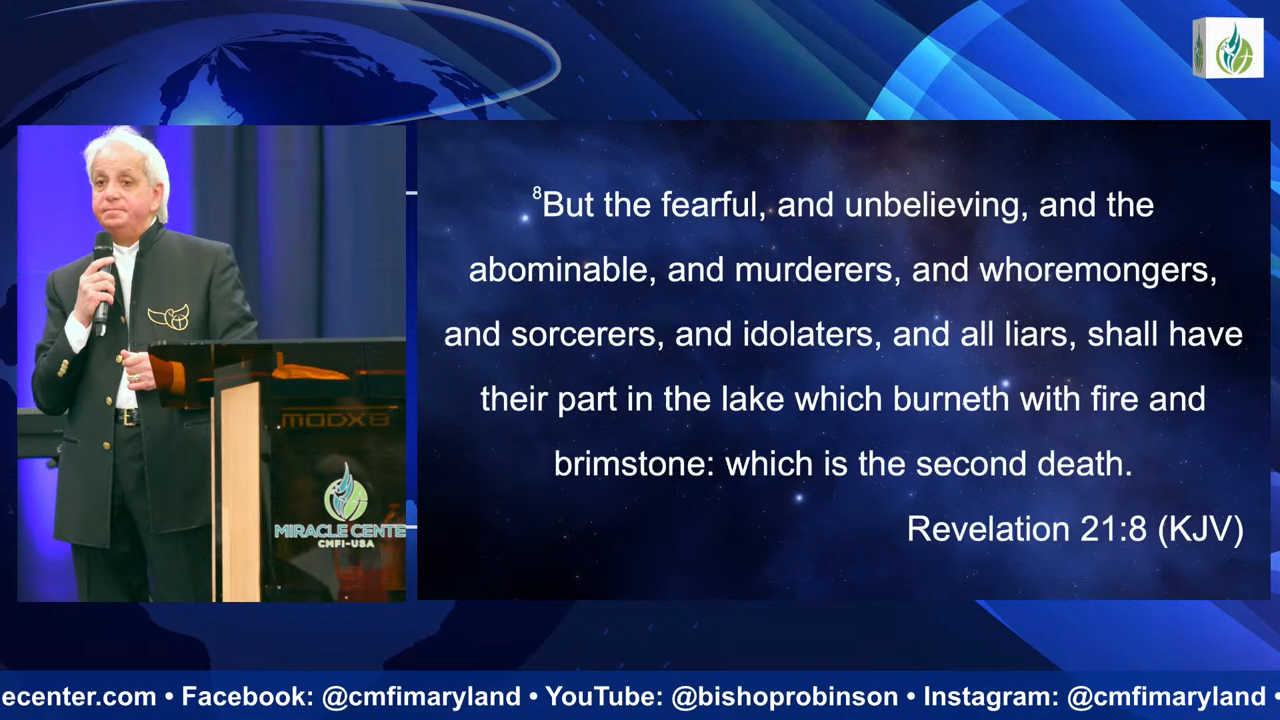 ⁸But the fearful, and unbelieving, and the
abominable, and murderers, and whoremongers,
and sorcerers, and idolaters, and all liars, shall have
their part in the lake which burneth with fire and
brimstone: which is the second death.
Revelation 21:8 (KJV)
MODX8
MIRACLE CENTE
CMFI-USA
ecenter.com • Facebook: @cmfimaryland • YouTube: @bishoprobinson • Instagram: @cmfimaryland •